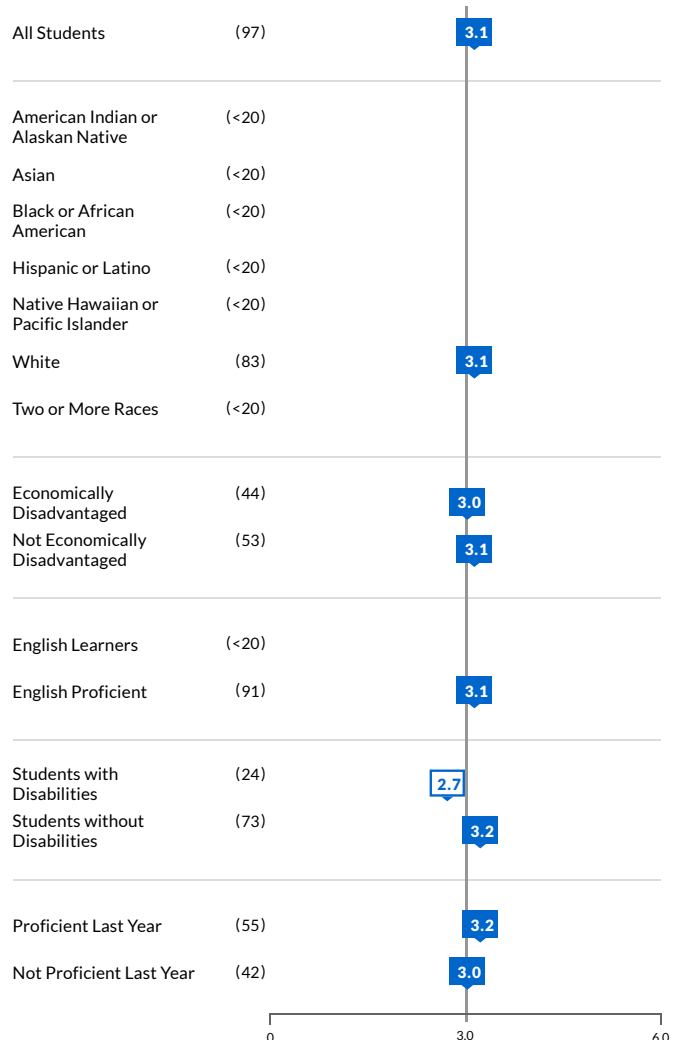 All Students (97) 3.1
American Indian or (<20)
Alaskan Native
Asian (<20)
Black or African (<20)
American
Hispanic or Latino (<20)
Native Hawaiian or (<20)
Pacific Islander
White (83) 3.1
Two or More Races (<20)
Economically (44) 3.0
Disadvantaged
Not Economically (53) 3.1
Disadvantaged
English Learners (<20)
English Proficient (91) 3.1
Students with (24) 2.7
Disabilities
Students without (73) 3.2
Disabilities
Proficient Last Year (55) 3.2
Not Proficient Last Year (42) 3.0
0 3.0 6.0